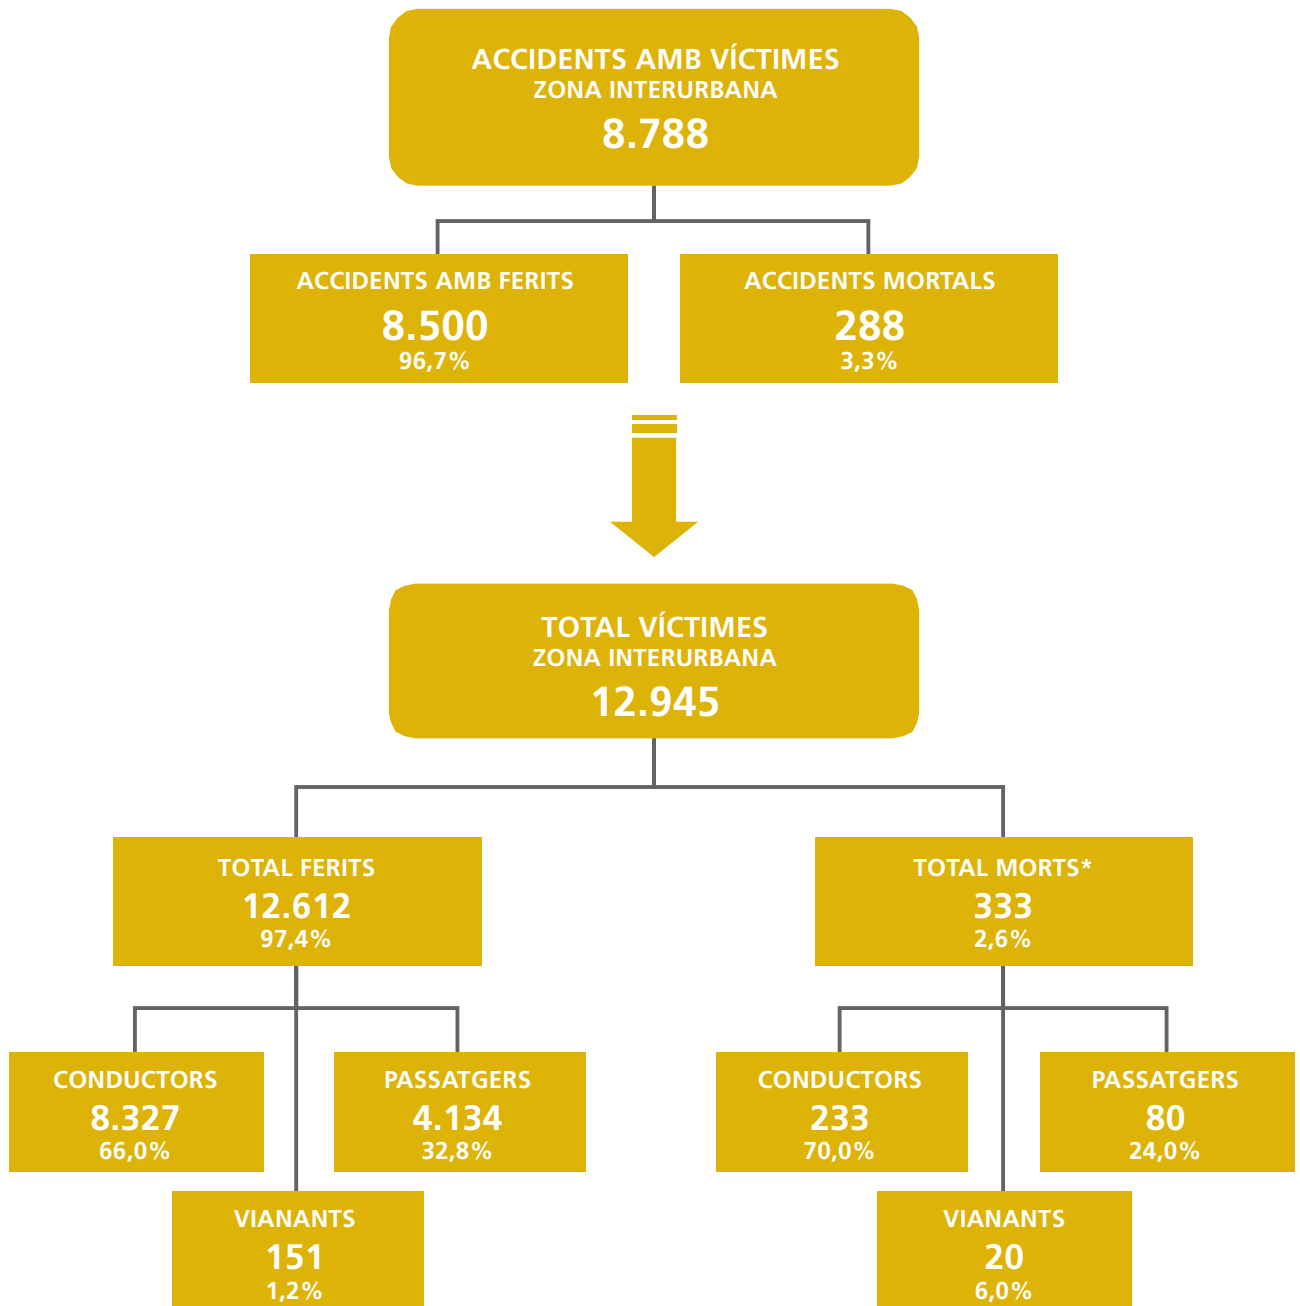 ACCIDENTS AMB VÍCTIMES
ZONA INTERURBANA
8.788
ACCIDENTS AMB FERITS
8.500
96,7%
ACCIDENTS MORTALS
288
3,3%
TOTAL VÍCTIMES
ZONA INTERURBANA
12.945
TOTAL FERITS
12.612
97,4%
TOTAL MORTS*
333
2,6%
CONDUCTORS
8.327
66,0%
PASSATGERS
4.134
32,8%
CONDUCTORS
233
70,0%
PASSATGERS
80
24,0%
VIANANTS
151
1,2%
VIANANTS
20
6,0%